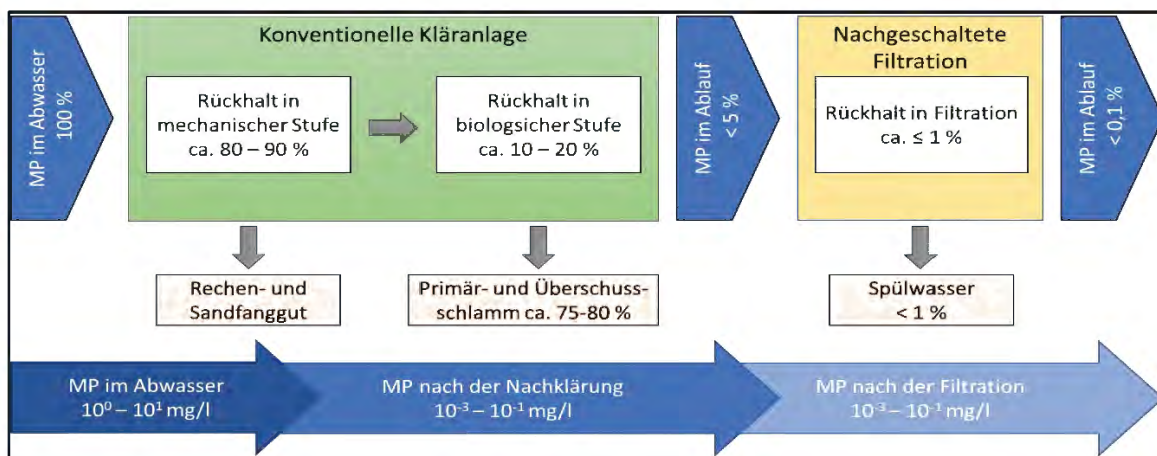 MP im Abwasser
100 %
Konventionelle Kläranlage
Rückhalt in
mechanischer Stufe
ca. 80 – 90 %
Rückhalt in
biologsicher Stufe
ca. 10 – 20 %
MP im Ablauf
< 5 %
Nachgeschaltete
Filtration
Rückhalt in Filtration
ca. ≤ 1 %
MP im Ablauf
< 0,1 %
Rechen- und
Sandfanggut
Primär- und Überschuss-
schlamm ca. 75-80 %
Spülwasser
< 1 %
MP im Abwasser
10⁰ – 10¹ mg/l
MP nach der Nachklärung
10⁻³ – 10⁻¹ mg/l
MP nach der Filtration
10⁻³ – 10⁻¹ mg/l